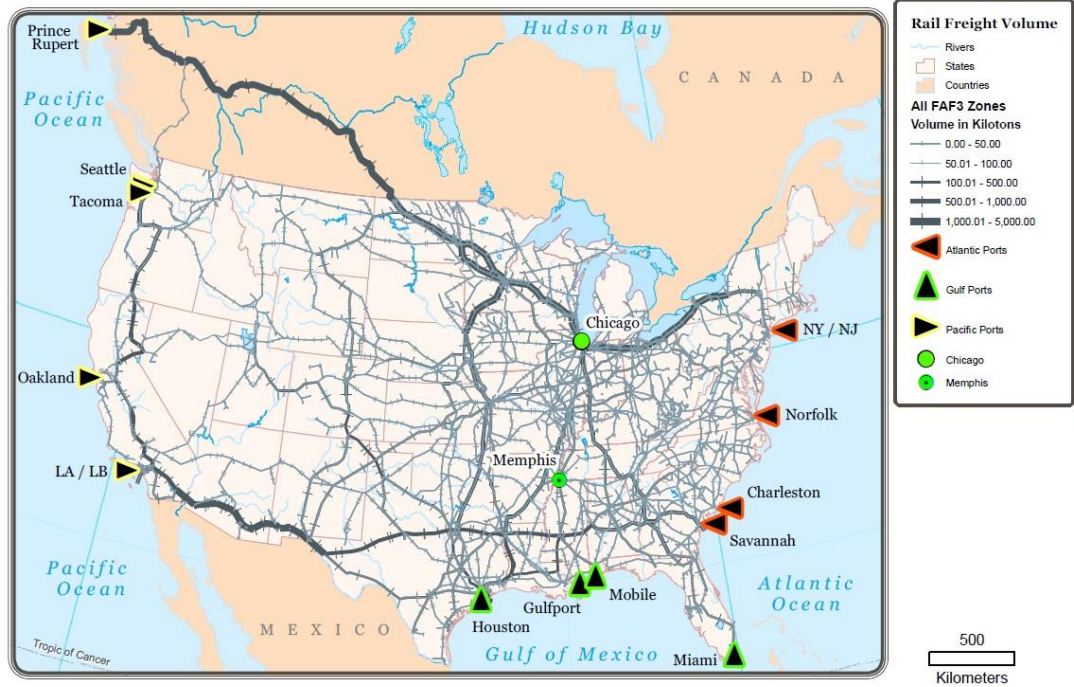 Prince
Rupert
Hudson Bay
CANADA
Pacific
Ocean
Seattle
Tacoma
Chicago
NY / NJ
Oakland
Norfolk
LA / LB
Memphis
Charleston
Savannah
Pacific
Ocean
Atlantic
Ocean
Gulfport
Mobile
Houston
MEXICO
Gulf of Mexico
Miami
Tropic of Cancer
Rail Freight Volume
Rivers
States
Countries
All FAF3 Zones
Volume in Kilotons
0.00 - 50.00
50.01 - 100.00
100.01 - 500.00
500.01 - 1,000.00
1,000.01 - 5,000.00
Atlantic Ports
Gulf Ports
Pacific Ports
Chicago
Memphis
500
Kilometers